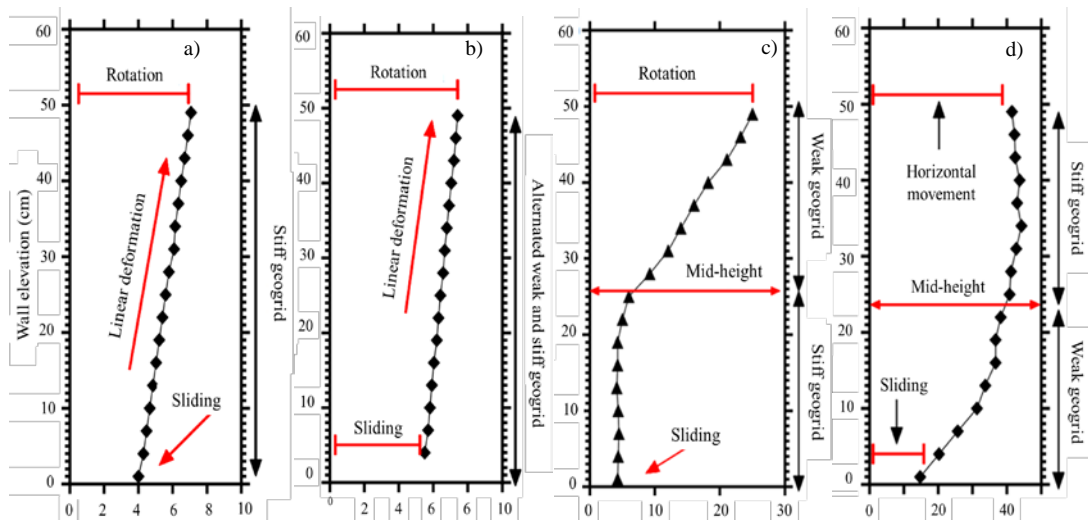 Wall elevation (cm)
60
50
40
30
20
10
0
a)
Rotation
Linear deformation
Sliding
0 2 4 6 8 10
Stiff geogrid
60
50
40
30
20
10
0
b)
Rotation
Linear deformation
Sliding
0 2 4 6 8 10
Alternated weak and stiff geogrid
60
50
40
30
20
10
0
c)
Rotation
Mid-height
Sliding
0 10 20 30
Weak geogrid
Stiff geogrid
60
50
40
30
20
10
0
d)
Horizontal
movement
Mid-height
Sliding
0 20 40
Stiff geogrid
Weak geogrid